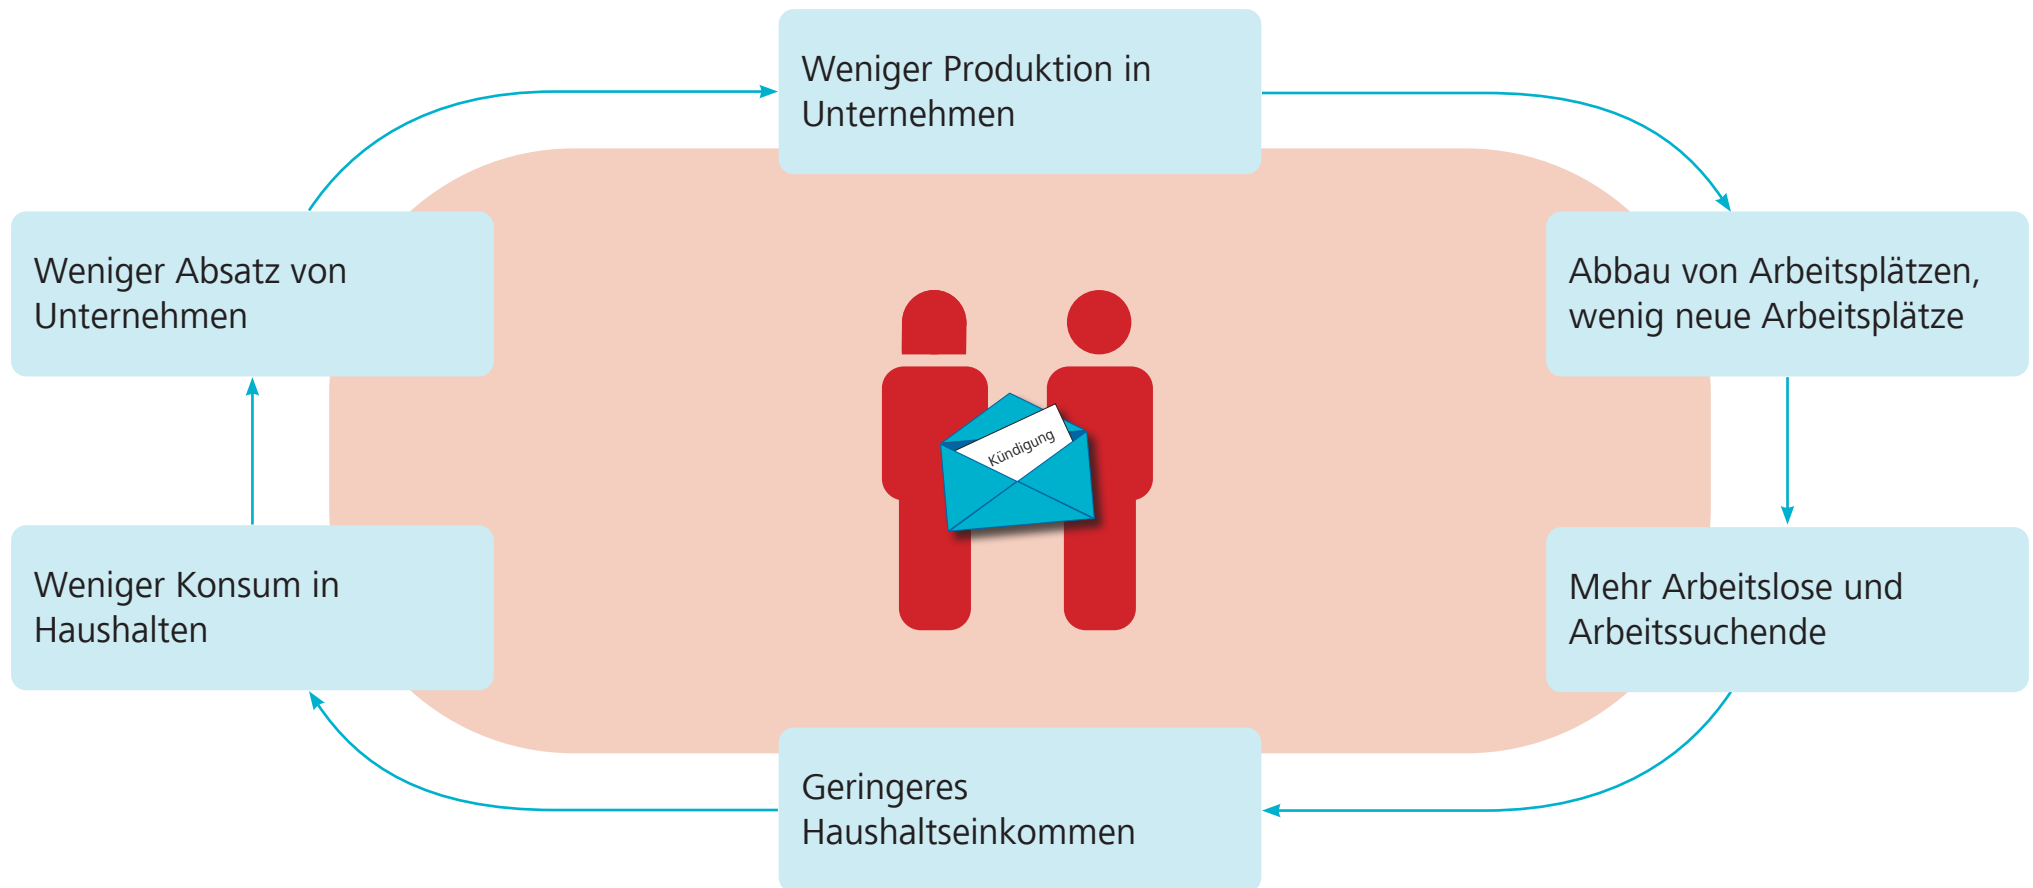 Weniger Produktion in
Unternehmen
Abbau von Arbeitsplätzen,
wenig neue Arbeitsplätze
Mehr Arbeitslose und
Arbeitssuchende
Geringeres
Haushaltseinkommen
Weniger Konsum in
Haushalten
Weniger Absatz von
Unternehmen
Kündigung